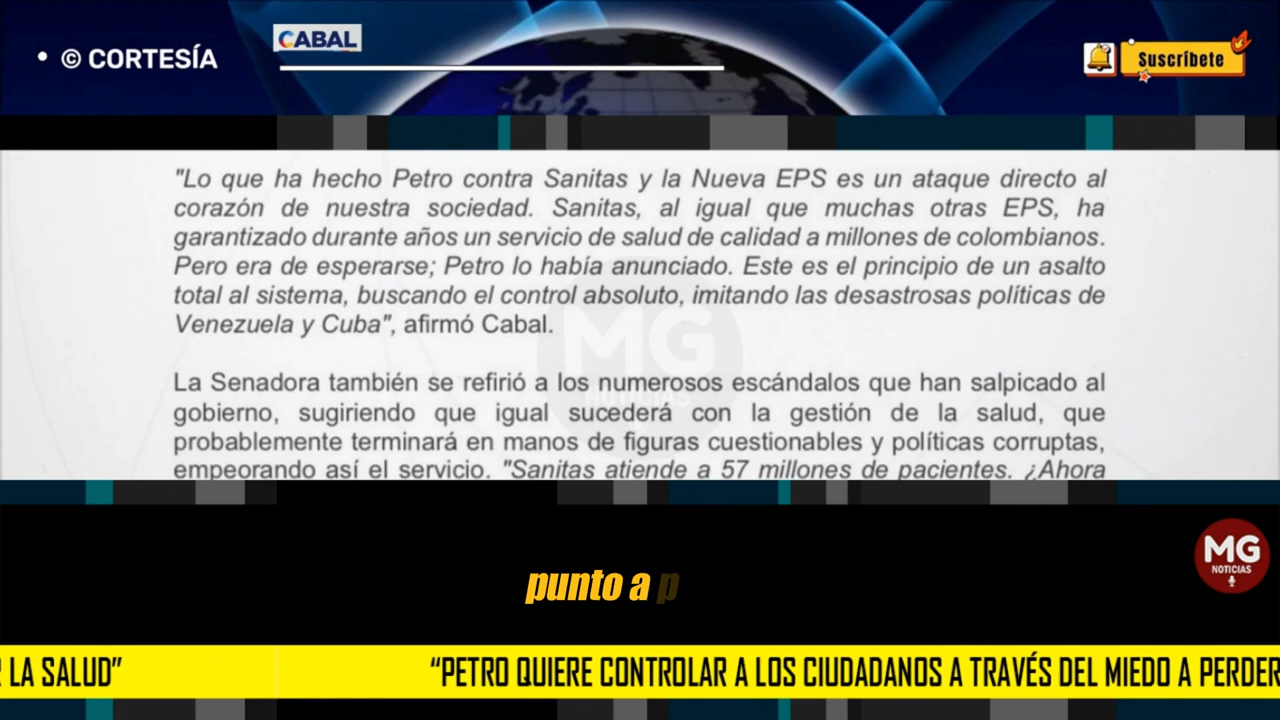 • © CORTESÍA
CABAL
Suscríbete
"Lo que ha hecho Petro contra Sanitas y la Nueva EPS es un ataque directo al
corazón de nuestra sociedad. Sanitas, al igual que muchas otras EPS, ha
garantizado durante años un servicio de salud de calidad a millones de colombianos.
Pero era de esperarse; Petro lo había anunciado. Este es el principio de un asalto
total al sistema, buscando el control absoluto, imitando las desastrosas políticas de
Venezuela y Cuba", afirmó Cabal.
La Senadora también se refirió a los numerosos escándalos que han salpicado al
gobierno, sugiriendo que igual sucederá con la gestión de la salud, que
probablemente terminará en manos de figuras cuestionables y políticas corruptas,
empeorando así el servicio. "Sanitas atiende a 57 millones de pacientes. ¿Ahora
MG
NOTICIAS
punto a p
MG
NOTICIAS
R LA SALUD” “PETRO QUIERE CONTROLAR A LOS CIUDADANOS A TRAVÉS DEL MIEDO A PERDER